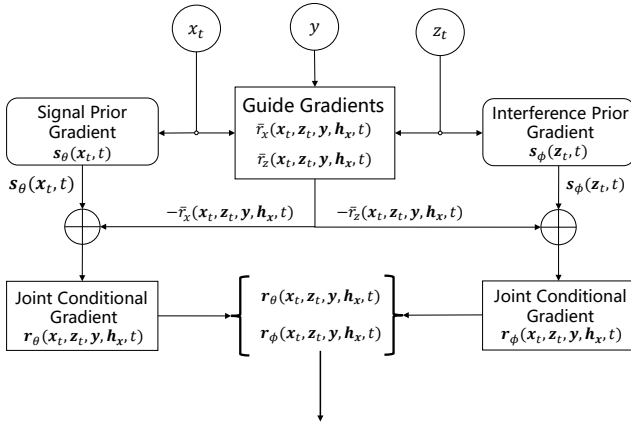 x_t
y
z_t
Signal Prior
Gradient
s_θ(x_t, t)
Guide Gradients
r̄_x(x_t, z_t, y, h_x, t)
r̄_z(x_t, z_t, y, h_x, t)
Interference Prior
Gradient
s_ϕ(z_t, t)
s_θ(x_t, t)
s_ϕ(z_t, t)
−r̄_x(x_t, z_t, y, h_x, t)
−r̄_z(x_t, z_t, y, h_x, t)
Joint Conditional
Gradient
r_θ(x_t, z_t, y, h_x, t)
r_θ(x_t, z_t, y, h_x, t)
r_ϕ(x_t, z_t, y, h_x, t)
Joint Conditional
Gradient
r_ϕ(x_t, z_t, y, h_x, t)